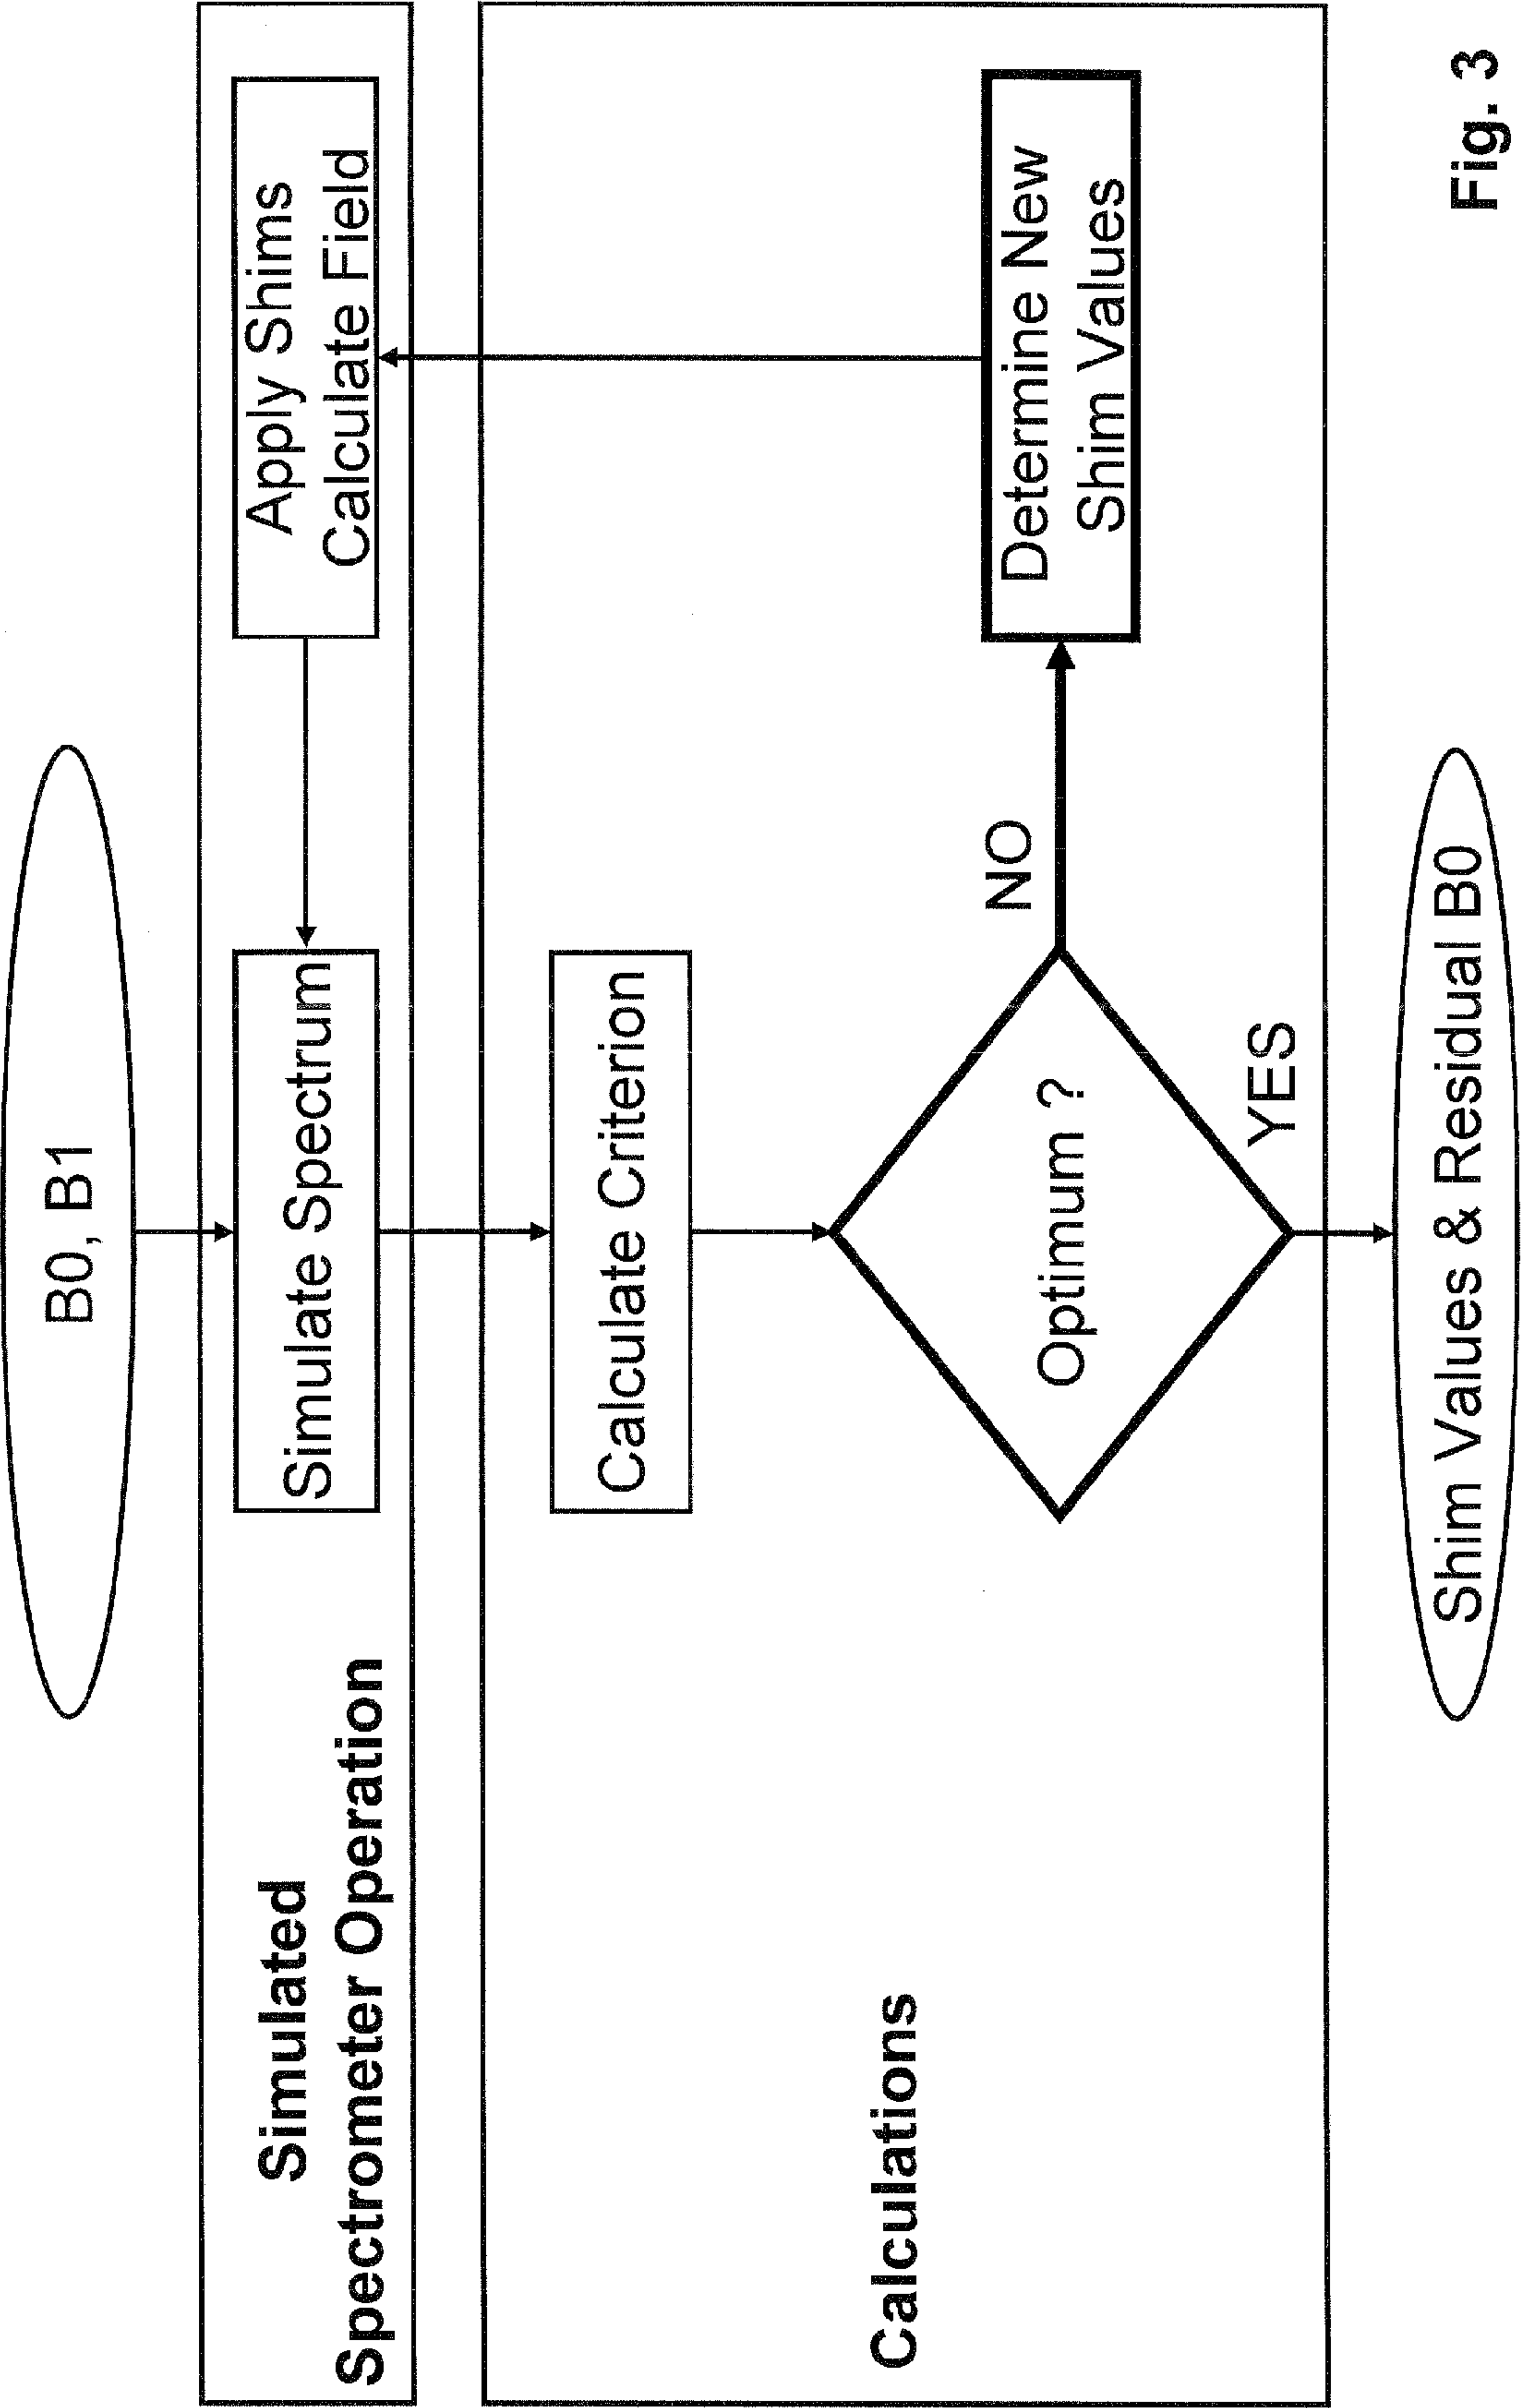 B0, B1
Simulated
Spectrometer Operation
Simulate Spectrum
Apply Shims
Calculate Field
Calculations
Calculate Criterion
Optimum ?
NO
Determine New
Shim Values
YES
Shim Values & Residual B0
Fig. 3